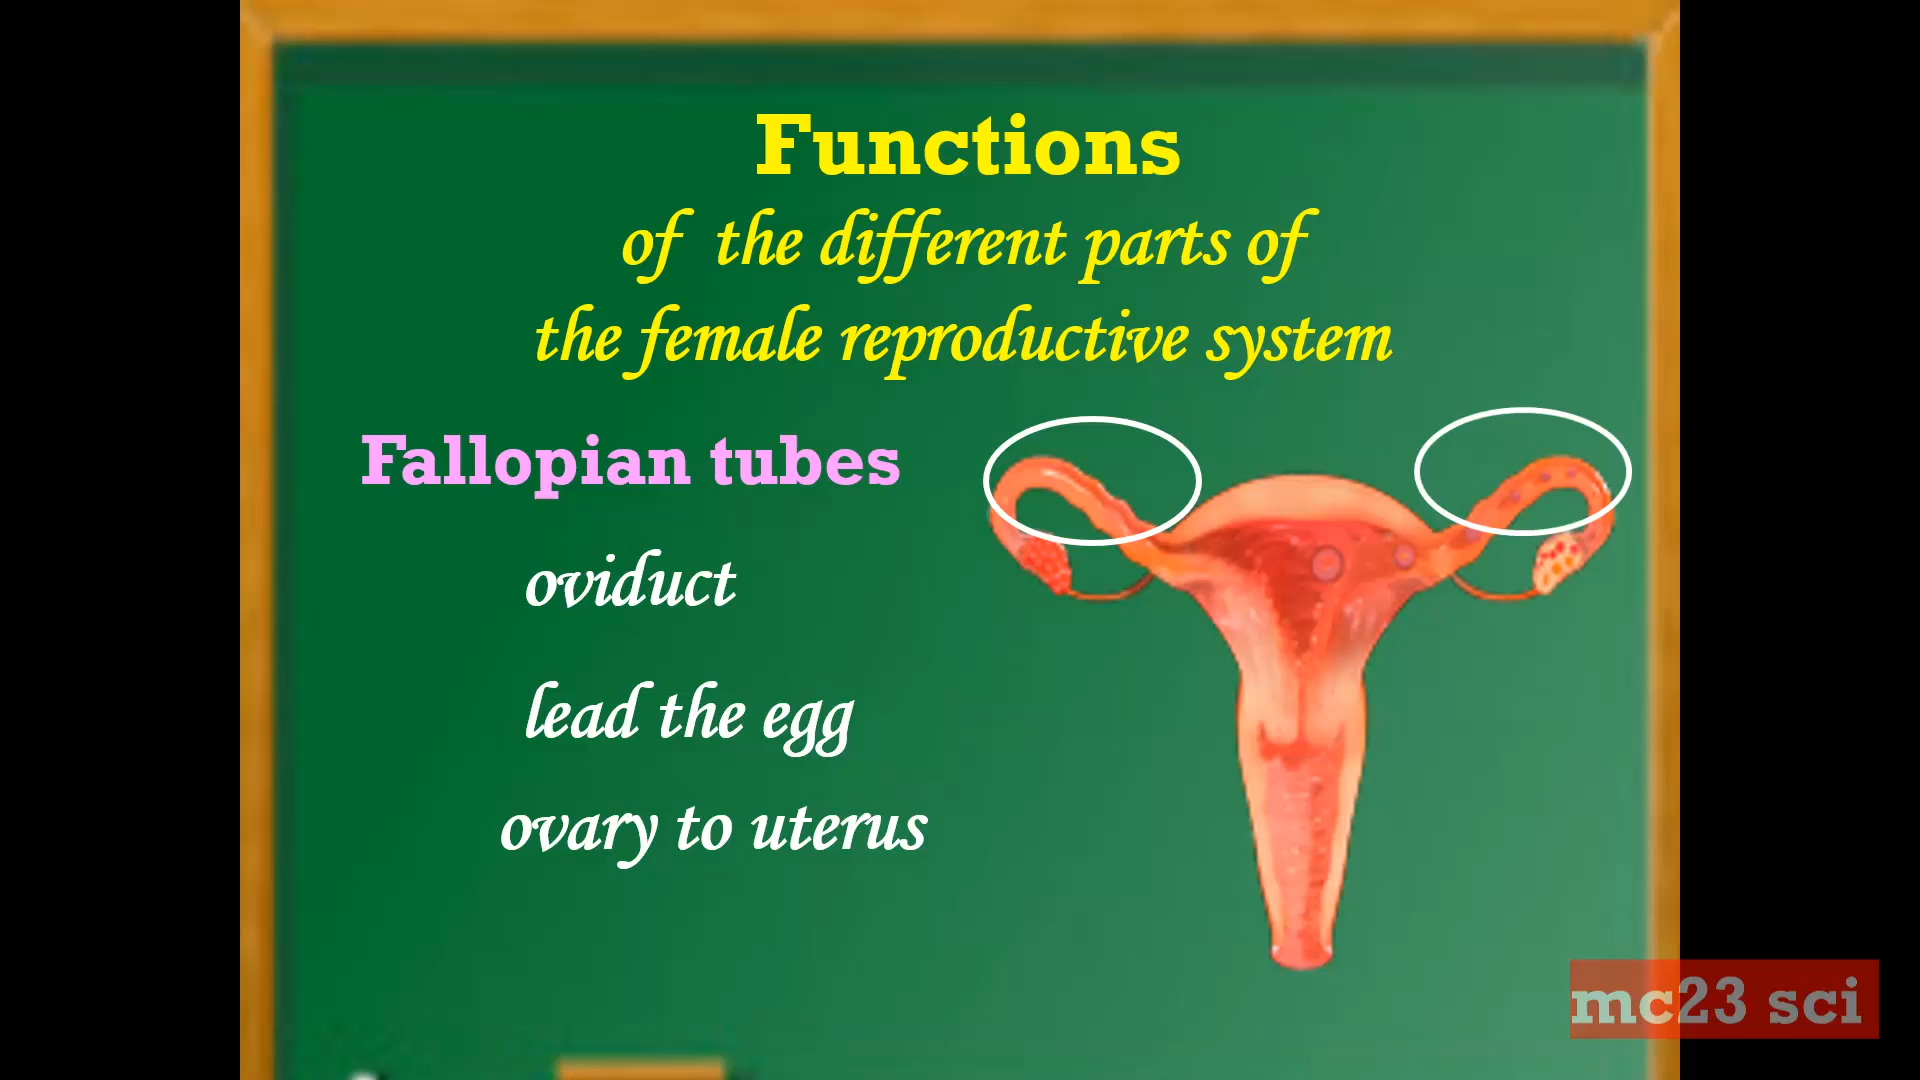 Functions
of the different parts of
the female reproductive system
Fallopian tubes
oviduct
lead the egg
ovary to uterus
mc23 sci